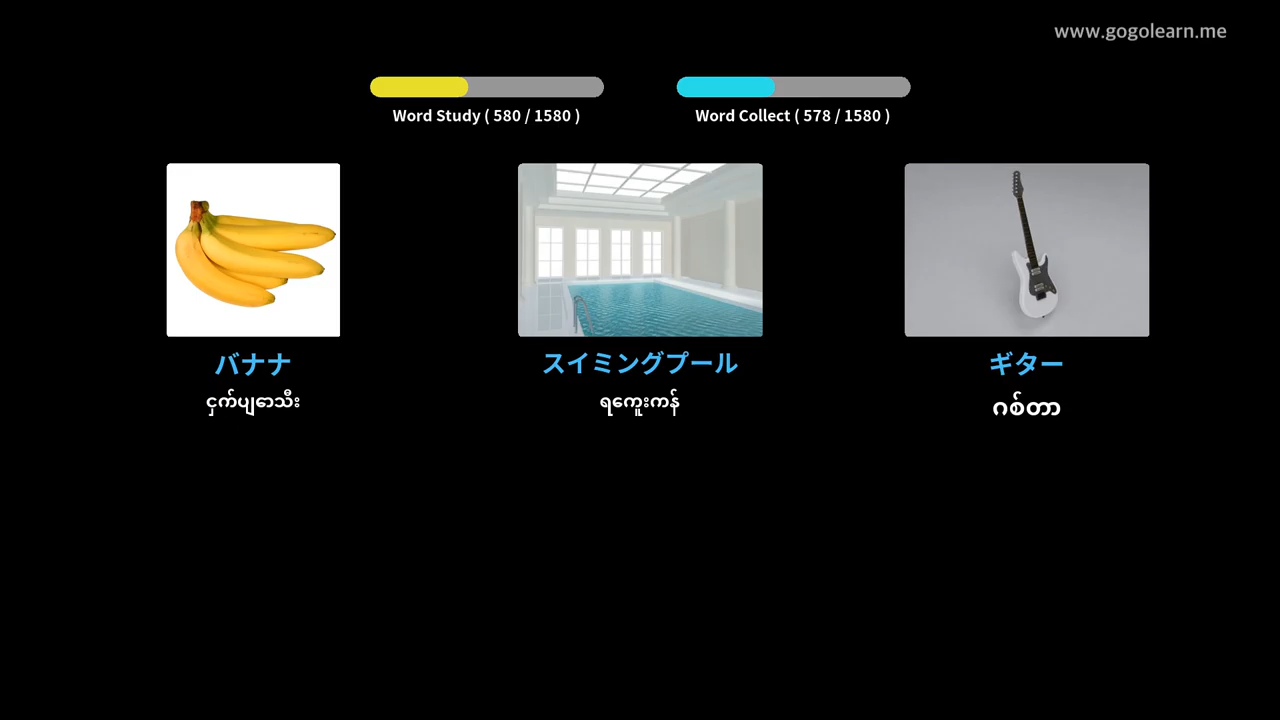 www.gogolearn.me
Word Study ( 580 / 1580 )
Word Collect ( 578 / 1580 )
バナナ
スイミングプール
ギター
ငှက်ပျောသီး
ရေကူးကန်
ဂစ်တာ